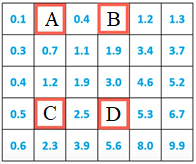 0.1 A 0.4 B 1.2 1.3
0.3 0.7 1.1 1.9 3.4 3.7
0.4 1.2 1.9 3.0 4.6 5.2
0.5 C 2.5 D 5.3 6.7
0.6 2.3 3.9 5.6 8.0 9.9